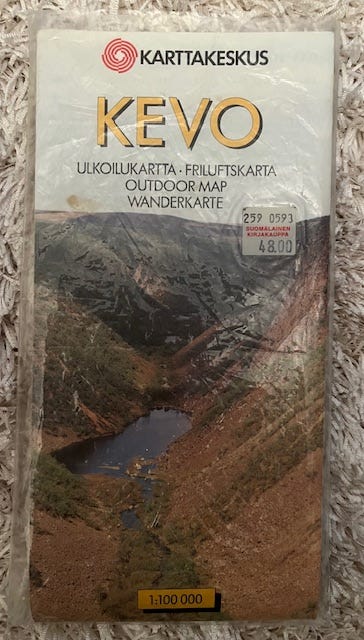 KARTTAKESKUS
KEVO
ULKOILUKARTTA · FRILUFTSKARTA
OUTDOOR MAP
WANDERKARTE
259 0593
SUOMALAINEN
KIRJAKAUPPA
48.00
1:100 000